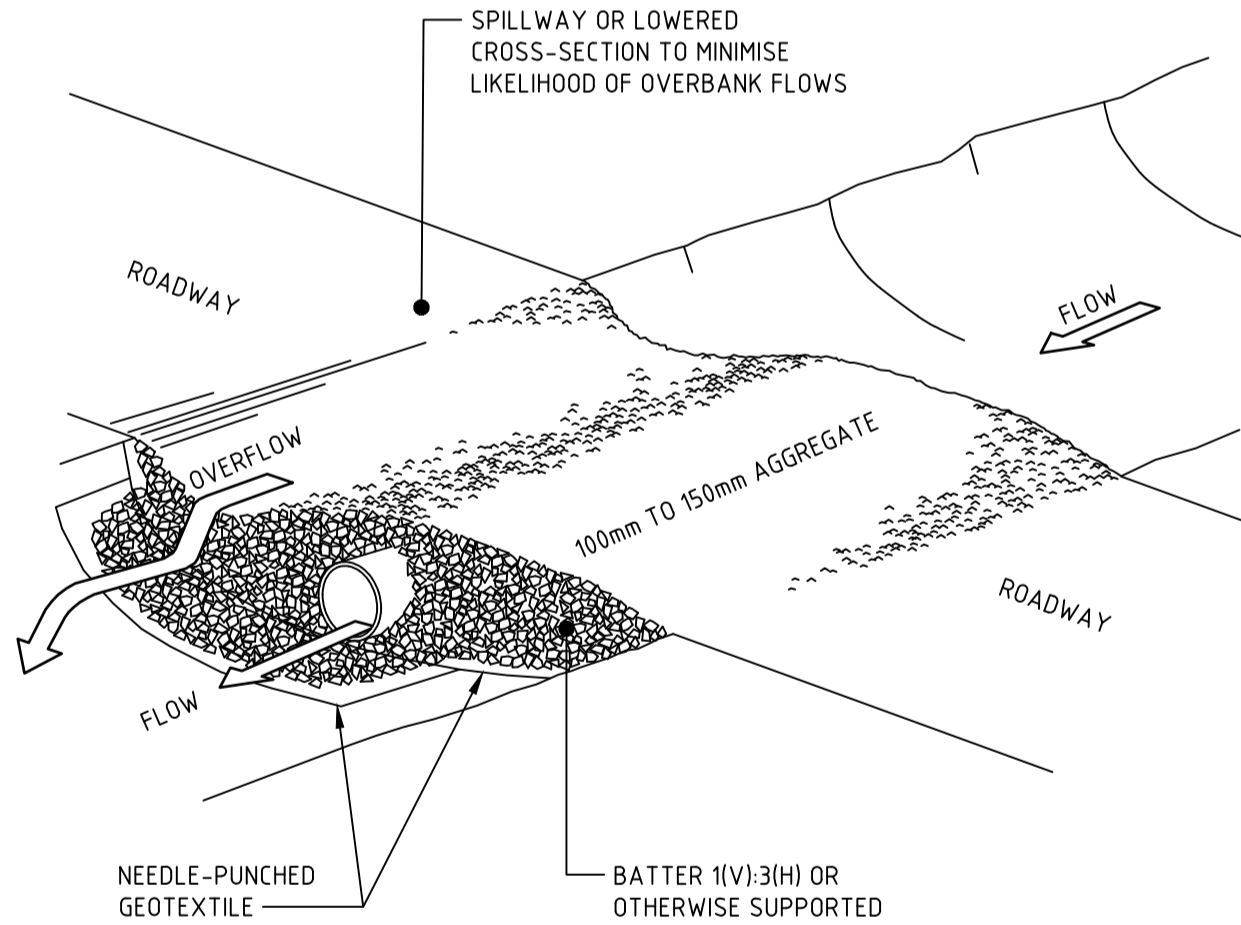 SPILLWAY OR LOWERED
CROSS-SECTION TO MINIMISE
LIKELIHOOD OF OVERBANK FLOWS
ROADWAY
FLOW
OVERFLOW
100mm TO 150mm AGGREGATE
ROADWAY
FLOW
NEEDLE-PUNCHED
GEOTEXTILE
BATTER 1(V):3(H) OR
OTHERWISE SUPPORTED